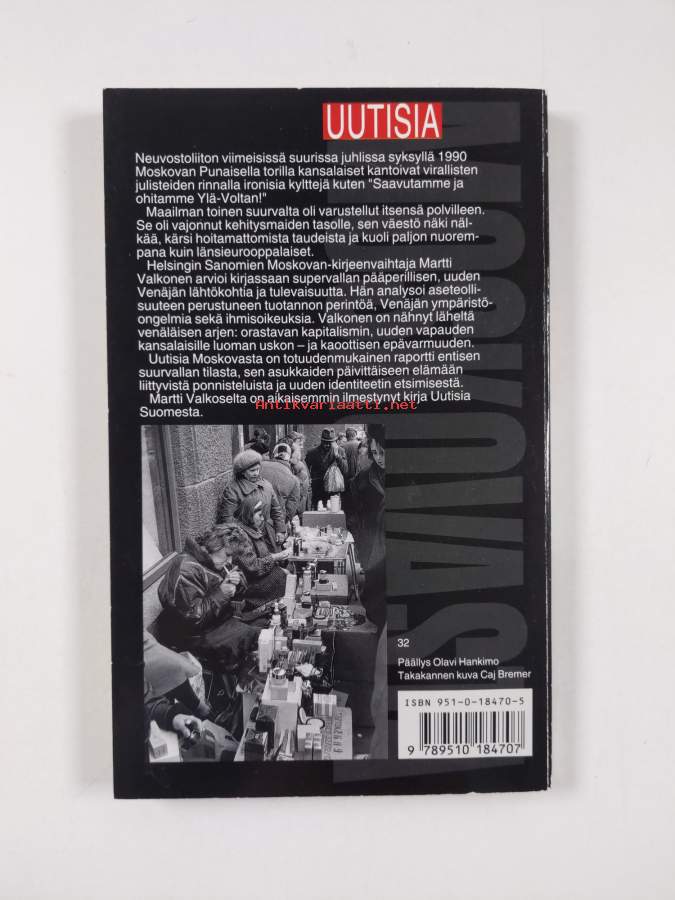 UUTISIA
MOSKOVASTA
Neuvostoliiton viimeisissä suurissa juhlissa syksyllä 1990
Moskovan Punaisella torilla kansalaiset kantoivat virallisten
julisteiden rinnalla ironisia kylttejä kuten "Saavutamme ja
ohitamme Ylä-Voltan!"
Maailman toinen suurvalta oli varustellut itsensä polvilleen.
Se oli vajonnut kehitysmaiden tasolle, sen väestö näki näl-
kää, kärsi hoitamattomista taudeista ja kuoli paljon nuorem-
pana kuin länsieurooppalaiset.
Helsingin Sanomien Moskovan-kirjeenvaihtaja Martti
Valkonen arvioi kirjassaan supervallan pääperillisen, uuden
Venäjän lähtökohtia ja tulevaisuutta. Hän analysoi aseteolli-
suuteen perustuneen tuotannon perintöä, Venäjän ympäristö-
ongelmia sekä ihmisoikeuksia. Valkonen on nähnyt läheltä
venäläisen arjen: orastavan kapitalismin, uuden vapauden
kansalaisille luoman uskon – ja kaoottisen epävarmuuden.
Uutisia Moskovasta on totuudenmukainen raportti entisen
suurvallan tilasta, sen asukkaiden päivittäiseen elämään
liittyvistä ponnisteluista ja uuden identiteetin etsimisestä.
Martti Valkoselta on aikaisemmin ilmestynyt kirja Uutisia
Suomesta.
Antikvariaatti.net
32
Päällys Olavi Hankimo
Takakannen kuva Caj Bremer
ISBN 951-0-18470-5
9 789510 184707